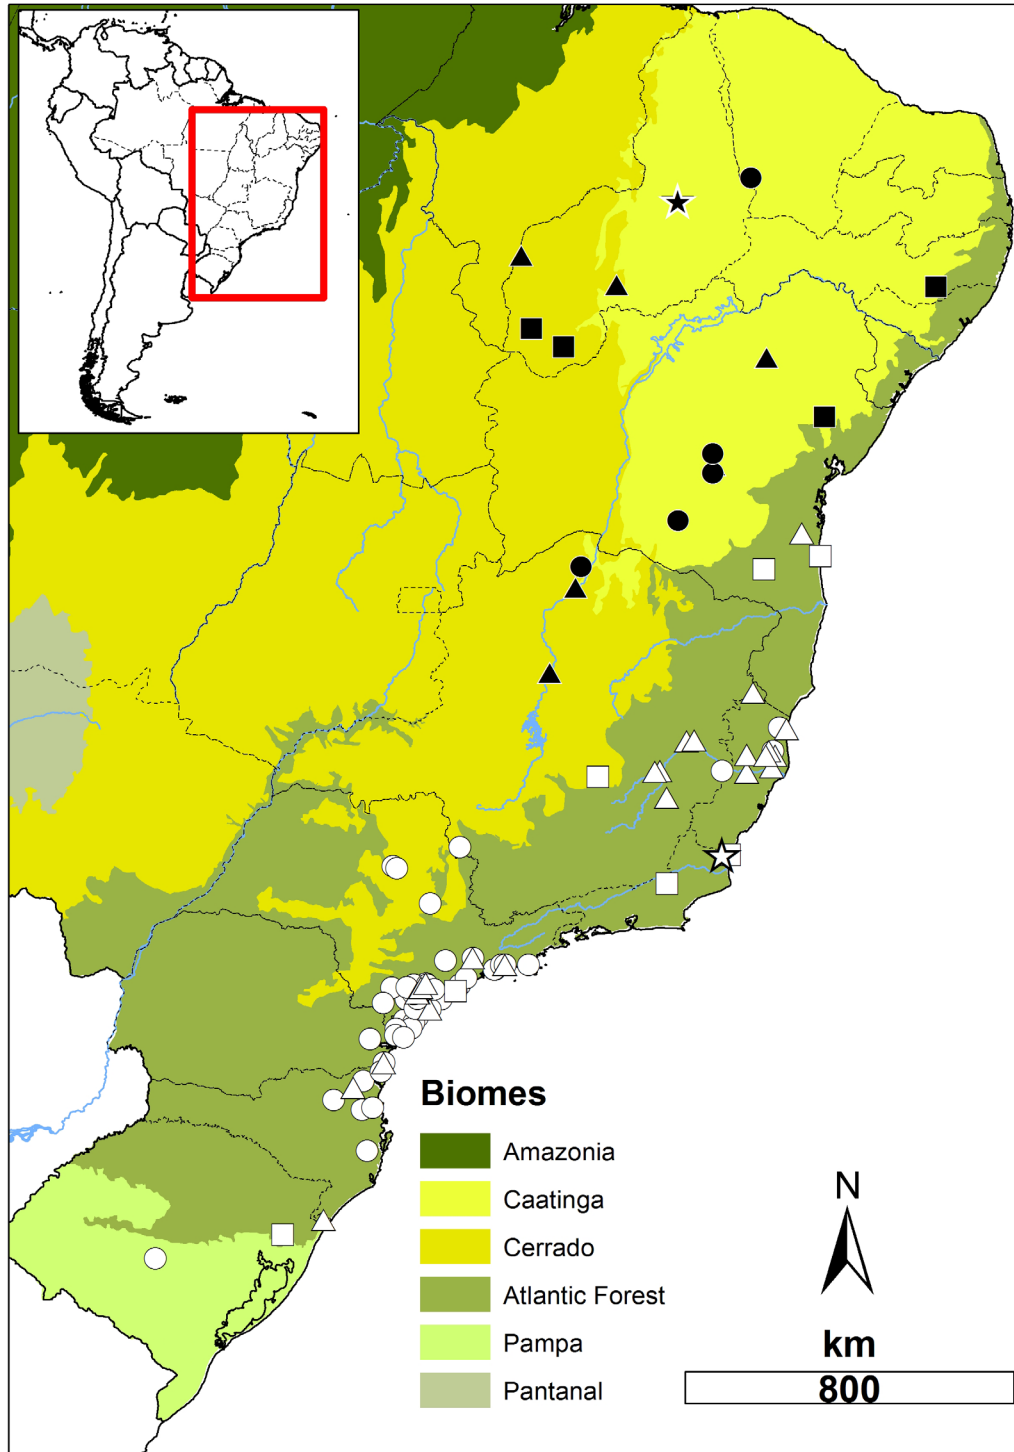 Biomes
Amazonia
Caatinga
Cerrado
Atlantic Forest
Pampa
Pantanal
N
km
800